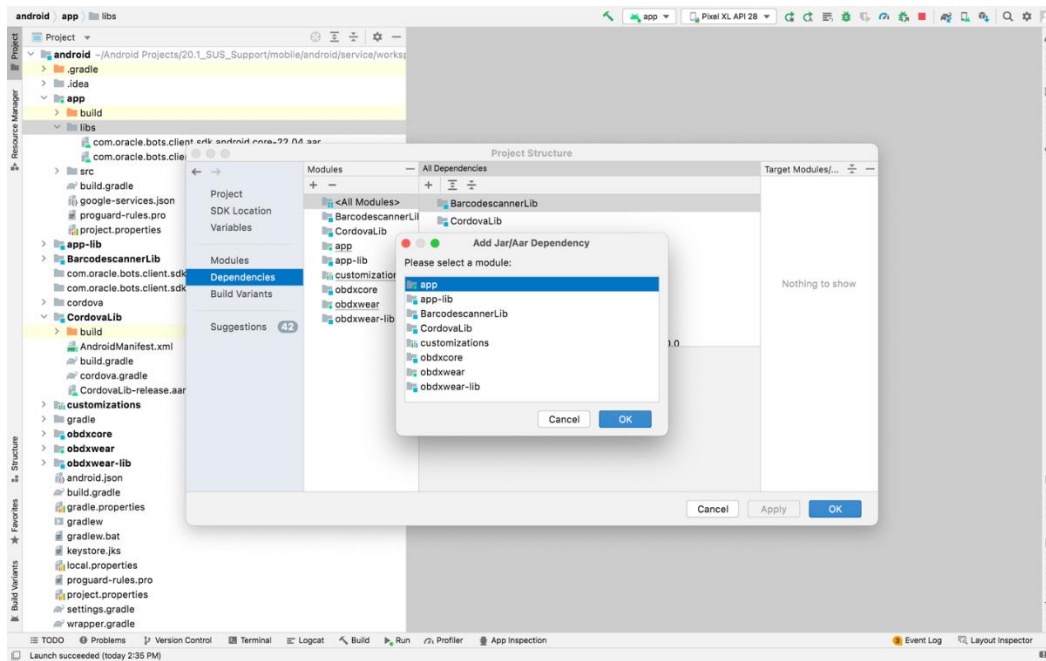 android
app
libs
app
Pixel XL API 28
Project
android ~/Android Projects/20.1_SUS_Support/mobile/android/service/worksp
.gradle
.idea
app
build
libs
com.oracle.bots.client.sdk.android.core-22.04.aar
com.oracle.bots.clie
src
build.gradle
google-services.json
proguard-rules.pro
project.properties
app-lib
BarcodescannerLib
com.oracle.bots.client.sdk
com.oracle.bots.client.sdk
cordova
CordovaLib
build
AndroidManifest.xml
build.gradle
cordova.gradle
CordovaLib-release.aar
customizations
gradle
obdxcore
obdxwear
obdxwear-lib
android.json
build.gradle
gradle.properties
gradlew
gradlew.bat
keystore.jks
local.properties
proguard-rules.pro
project.properties
settings.gradle
wrapper.gradle
Project
Resource Manager
Structure
Favorites
Build Variants
Project Structure
Project
SDK Location
Variables
Modules
Dependencies
Build Variants
Suggestions 42
Modules
<All Modules>
BarcodescannerLil
CordovaLib
app
app-lib
customization
obdxcore
obdxwear
obdxwear-lib
All Dependencies
BarcodescannerLib
CordovaLib
Target Modules/...
Nothing to show
Add Jar/Aar Dependency
Please select a module:
app
app-lib
BarcodescannerLib
CordovaLib
customizations
obdxcore
obdxwear
obdxwear-lib
Cancel
OK
Cancel
Apply
OK
TODO
Problems
Version Control
Terminal
Logcat
Build
Run
Profiler
App Inspection
3 Event Log
Layout Inspector
Launch succeeded (today 2:35 PM)